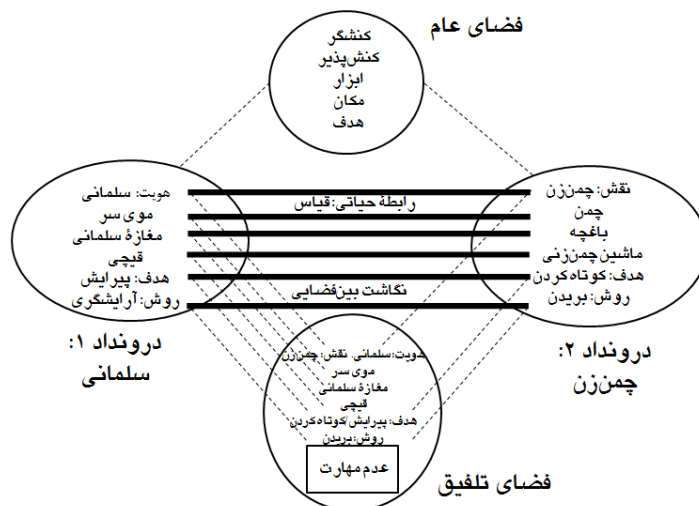 فضای عام
کنشگر
کنش‌پذیر
ابزار
مکان
هدف
هویت: سلمانی
موی سر
مغازهٔ سلمانی
قیچی
هدف: پیرایش
روش: آرایشگری
رابطهٔ حیاتی: قیاس
نگاشت بین‌فضایی
نقش: چمن‌زن
چمن
باغچه
ماشین چمن‌زنی
هدف: کوتاه کردن
روش: بریدن
درونداد ۱:
سلمانی
درونداد ۲:
چمن‌زن
هویت: سلمانی. نقش: چمن‌زن
موی سر
مغازهٔ سلمانی
قیچی
هدف: پیرایش/کوتاه کردن
روش: بریدن
عدم مهارت
فضای تلفیق